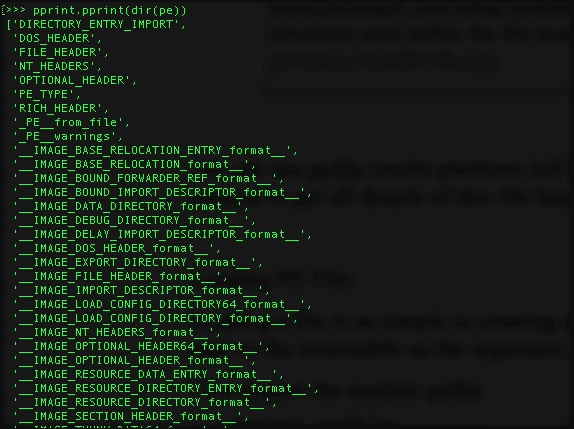 [>>> pprint.pprint(dir(pe))
['DIRECTORY_ENTRY_IMPORT',
'DOS_HEADER',
'FILE_HEADER',
'NT_HEADERS',
'OPTIONAL_HEADER',
'PE_TYPE',
'RICH_HEADER',
'_PE__from_file',
'_PE__warnings',
'__IMAGE_BASE_RELOCATION_ENTRY_format__',
'__IMAGE_BASE_RELOCATION_format__',
'__IMAGE_BOUND_FORWARDER_REF_format__',
'__IMAGE_BOUND_IMPORT_DESCRIPTOR_format__',
'__IMAGE_DATA_DIRECTORY_format__',
'__IMAGE_DEBUG_DIRECTORY_format__',
'__IMAGE_DELAY_IMPORT_DESCRIPTOR_format__',
'__IMAGE_DOS_HEADER_format__',
'__IMAGE_EXPORT_DIRECTORY_format__',
'__IMAGE_FILE_HEADER_format__',
'__IMAGE_IMPORT_DESCRIPTOR_format__',
'__IMAGE_LOAD_CONFIG_DIRECTORY64_format__',
'__IMAGE_LOAD_CONFIG_DIRECTORY_format__',
'__IMAGE_NT_HEADERS_format__',
'__IMAGE_OPTIONAL_HEADER64_format__',
'__IMAGE_OPTIONAL_HEADER_format__',
'__IMAGE_RESOURCE_DATA_ENTRY_format__',
'__IMAGE_RESOURCE_DIRECTORY_ENTRY_format__',
'__IMAGE_RESOURCE_DIRECTORY_format__',
'__IMAGE_SECTION_HEADER_format__',